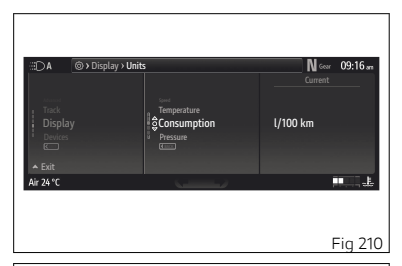 A Display > Units N Gear 09:16 am
Current
Track
Temperature
Display Consumption l/100 km
Devices Pressure
Exit
Air 24 °C
Fig 210